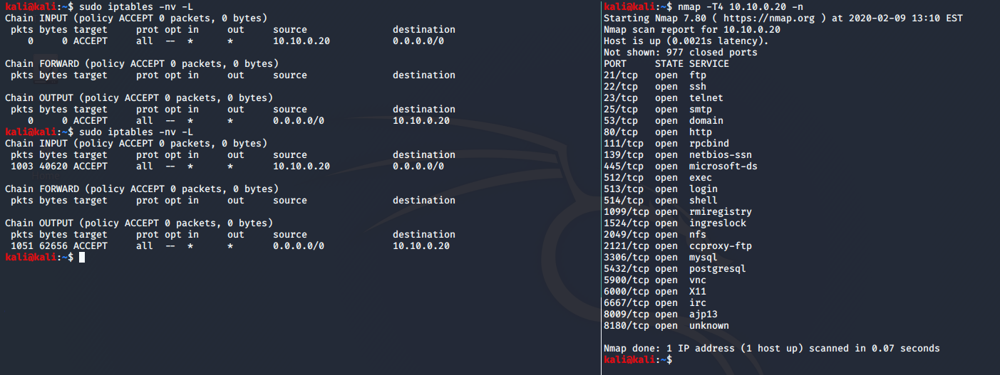 kali@kali:~$ sudo iptables -nv -L
Chain INPUT (policy ACCEPT 0 packets, 0 bytes)
 pkts bytes target     prot opt in     out     source               destination
    0     0 ACCEPT     all  --  *      *       10.10.0.20           0.0.0.0/0

Chain FORWARD (policy ACCEPT 0 packets, 0 bytes)
 pkts bytes target     prot opt in     out     source               destination

Chain OUTPUT (policy ACCEPT 0 packets, 0 bytes)
 pkts bytes target     prot opt in     out     source               destination
    0     0 ACCEPT     all  --  *      *       0.0.0.0/0            10.10.0.20
kali@kali:~$ sudo iptables -nv -L
Chain INPUT (policy ACCEPT 0 packets, 0 bytes)
 pkts bytes target     prot opt in     out     source               destination
 1003 40620 ACCEPT     all  --  *      *       10.10.0.20           0.0.0.0/0

Chain FORWARD (policy ACCEPT 0 packets, 0 bytes)
 pkts bytes target     prot opt in     out     source               destination

Chain OUTPUT (policy ACCEPT 0 packets, 0 bytes)
 pkts bytes target     prot opt in     out     source               destination
 1051 62656 ACCEPT     all  --  *      *       0.0.0.0/0            10.10.0.20
kali@kali:~$
kali@kali:~$ nmap -T4 10.10.0.20 -n
Starting Nmap 7.80 ( https://nmap.org ) at 2020-02-09 13:10 EST
Nmap scan report for 10.10.0.20
Host is up (0.0021s latency).
Not shown: 977 closed ports
PORT     STATE SERVICE
21/tcp   open  ftp
22/tcp   open  ssh
23/tcp   open  telnet
25/tcp   open  smtp
53/tcp   open  domain
80/tcp   open  http
111/tcp  open  rpcbind
139/tcp  open  netbios-ssn
445/tcp  open  microsoft-ds
512/tcp  open  exec
513/tcp  open  login
514/tcp  open  shell
1099/tcp open  rmiregistry
1524/tcp open  ingreslock
2049/tcp open  nfs
2121/tcp open  ccproxy-ftp
3306/tcp open  mysql
5432/tcp open  postgresql
5900/tcp open  vnc
6000/tcp open  X11
6667/tcp open  irc
8009/tcp open  ajp13
8180/tcp open  unknown

Nmap done: 1 IP address (1 host up) scanned in 0.07 seconds
kali@kali:~$